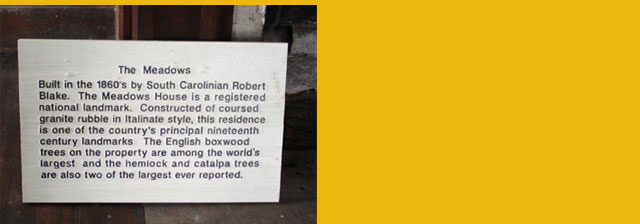 The Meadows
Built in the 1860's by South Carolinian Robert
Blake. The Meadows House is a registered
national landmark. Constructed of coursed
granite rubble in Italinate style, this residence
is one of the country's principal nineteenth
century landmarks The English boxwood
trees on the property are among the world's
largest and the hemlock and catalpa trees
are also two of the largest ever reported.